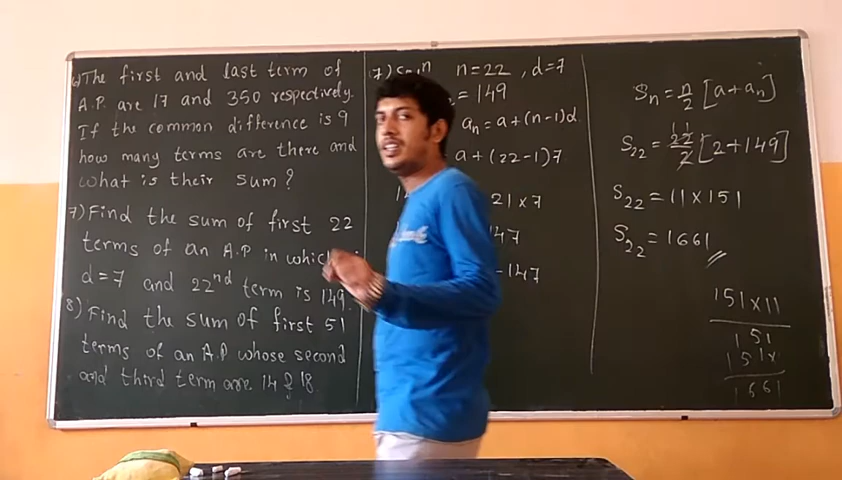 6) The first and last term of
A.P. are 17 and 350 respectively.
If the common difference is 9
how many terms are there and
what is their sum?
7) Find the sum of first 22
terms of an A.P in which
d=7 and 22nd term is 149.
8) Find the sum of first 51
terms of an A.P whose second
and third term are 14 & 18
7) Soln n=22, d=7
= 149
an = a+(n-1)d
a+(22-1)7
21×7
147
-147
Sn = n/2 [a+an]
S22 = 22/2 [2+149]
11
S22 = 11×151
S22 = 1661
151×11
151
151×
1661